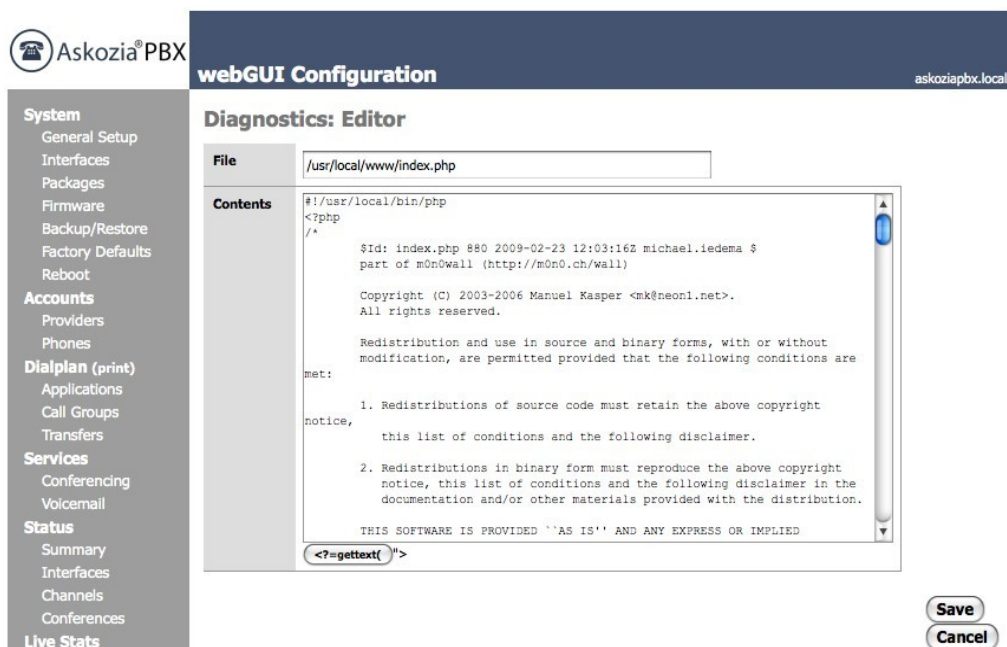 Askozia®PBX
webGUI Configuration
askoziapbx.local
System
General Setup
Interfaces
Packages
Firmware
Backup/Restore
Factory Defaults
Reboot
Accounts
Providers
Phones
Dialplan (print)
Applications
Call Groups
Transfers
Services
Conferencing
Voicemail
Status
Summary
Interfaces
Channels
Conferences
Live Stats
Diagnostics: Editor
File
/usr/local/www/index.php
Contents
#!/usr/local/bin/php
<?php
/*
$Id: index.php 880 2009-02-23 12:03:16Z michael.iedema $
part of m0n0wall (http://m0n0.ch/wall)
Copyright (C) 2003-2006 Manuel Kasper <mk@neon1.net>.
All rights reserved.
Redistribution and use in source and binary forms, with or without
modification, are permitted provided that the following conditions are
met:
1. Redistributions of source code must retain the above copyright
notice,
this list of conditions and the following disclaimer.
2. Redistributions in binary form must reproduce the above copyright
notice, this list of conditions and the following disclaimer in the
documentation and/or other materials provided with the distribution.
THIS SOFTWARE IS PROVIDED ``AS IS'' AND ANY EXPRESS OR IMPLIED
<?=gettext( ">
Save
Cancel